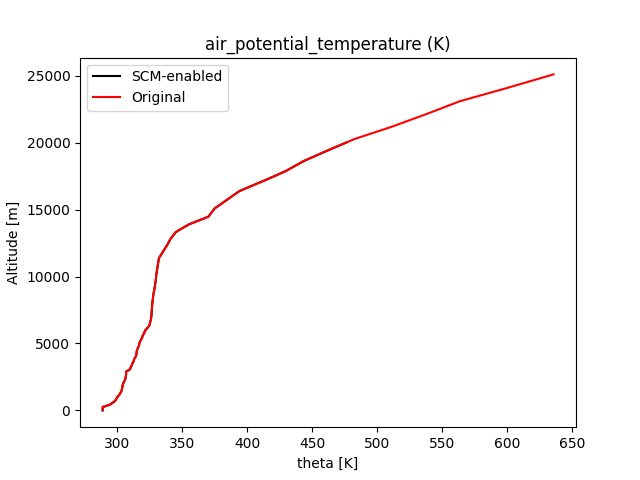 air_potential_temperature (K)
SCM-enabled
Original
Altitude [m]
25000
20000
15000
10000
5000
0
300 350 400 450 500 550 600 650
theta [K]